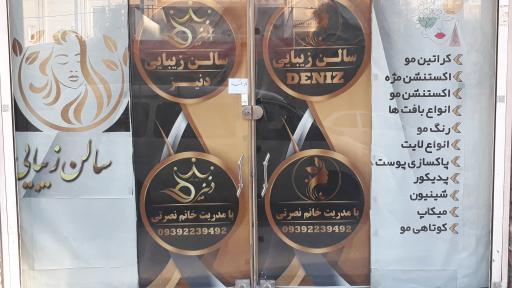 سالن زیبایی
DENIZ
با مدیریت خانم نصرتی
09392239492
سالن زیبایی
دنیز
دنیز
با مدیریت خانم نصرتی
09392239492
سالن زیبایی
کراتین مو
اکستنشن مژه
اکستنشن مو
انواع بافت ها
رنگ مو
انواع لایت
پاکسازی پوست
پدیکور
شینیون
میکاپ
کوتاهی مو